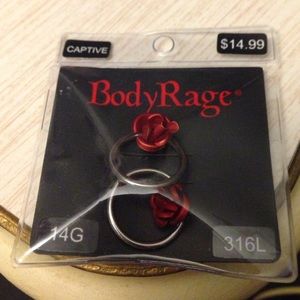 CAPTIVE
$14.99
BodyRage®
14G
316L